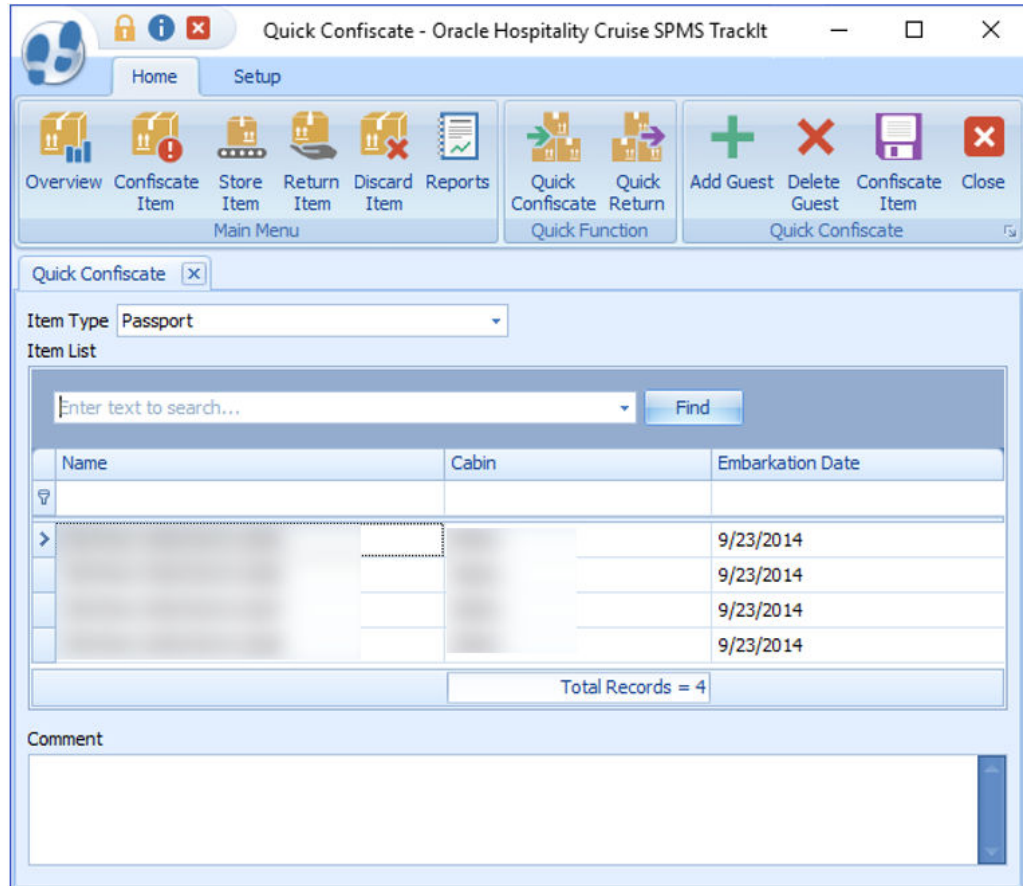 Quick Confiscate - Oracle Hospitality Cruise SPMS TrackIt
Home Setup
Overview Confiscate Item Store Item Return Item Discard Item Reports Quick Confiscate Quick Return Add Guest Delete Guest Confiscate Item Close
Main Menu Quick Function Quick Confiscate
Quick Confiscate
Item Type Passport
Item List
Enter text to search... Find
Name Cabin Embarkation Date
9/23/2014
9/23/2014
9/23/2014
9/23/2014
Total Records = 4
Comment